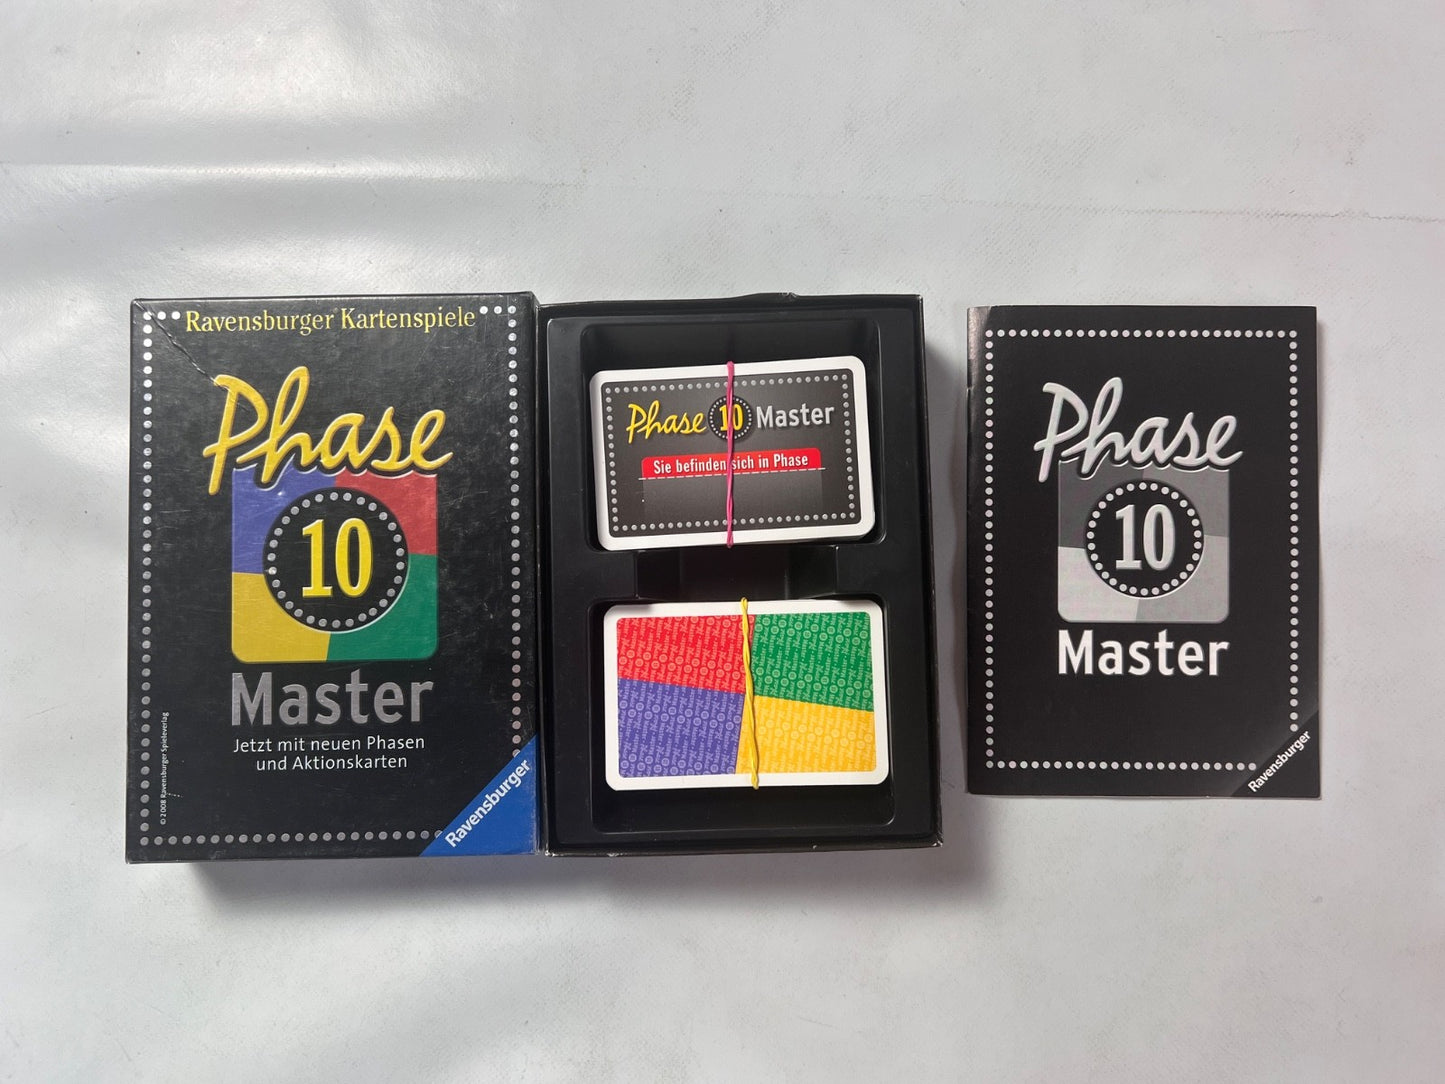 Ravensburger® Kartenspiele
Phase
10
Master
Jetzt mit neuen Phasen
und Aktionskarten
© 2008 Ravensburger Spieleverlag
Ravensburger
Phase 10 Master
Sie befinden sich in Phase
Phase
10
Master
Ravensburger